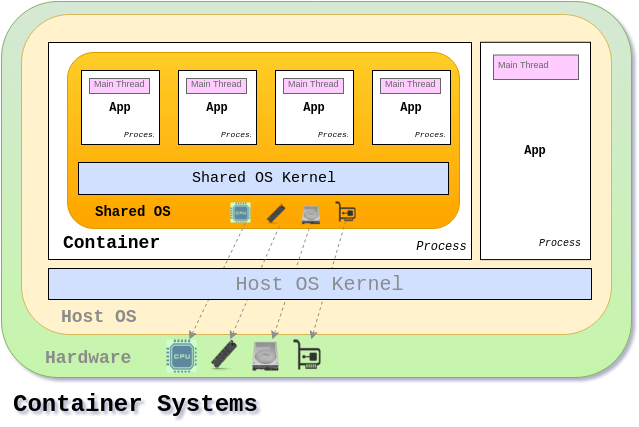 Main Thread
App
Proces.
Main Thread
App
Proces.
Main Thread
App
Proces.
Main Thread
App
Proces.
Shared OS Kernel
Shared OS
CPU
Container
Process
Main Thread
App
Process
Host OS Kernel
Host OS
Hardware
CPU
Container Systems